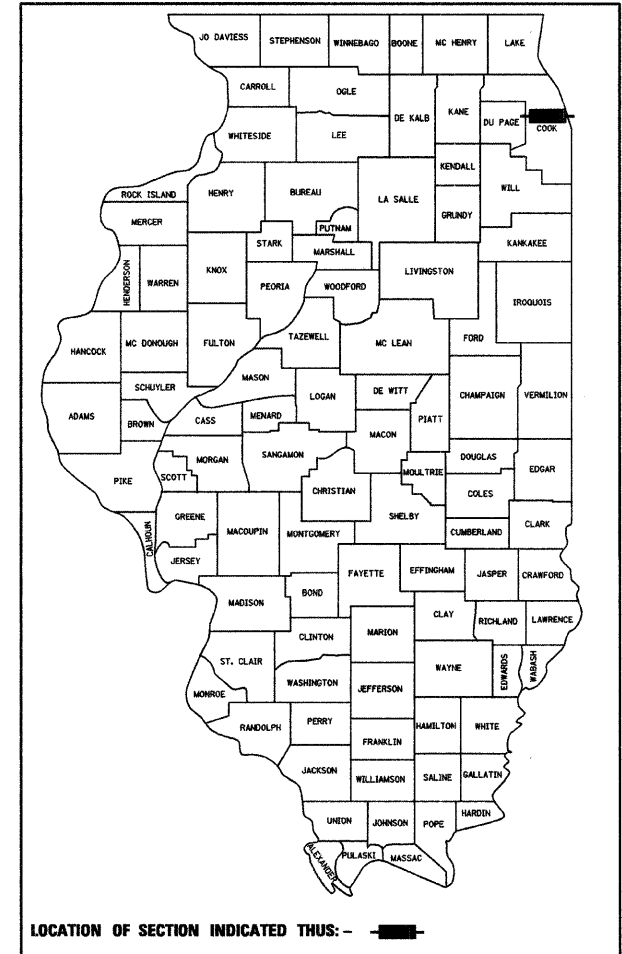 JO DAVIESS
STEPHENSON
WINNEBAGO
BOONE
MC HENRY
LAKE
CARROLL
OGLE
DE KALB
KANE
DU PAGE
COOK
WHITESIDE
LEE
KENDALL
WILL
ROCK ISLAND
HENRY
BUREAU
LA SALLE
GRUNDY
MERCER
PUTNAM
KANKAKEE
STARK
MARSHALL
HENDERSON
WARREN
KNOX
PEORIA
WOODFORD
LIVINGSTON
IROQUOIS
HANCOCK
MC DONOUGH
FULTON
TAZEWELL
MC LEAN
FORD
MASON
SCHUYLER
LOGAN
DE WITT
CHAMPAIGN
VERMILION
ADAMS
BROWN
CASS
MENARD
PIATT
MACON
MORGAN
SANGAMON
DOUGLAS
PIKE
SCOTT
MOULTRIE
EDGAR
CHRISTIAN
COLES
GREENE
MACOUPIN
MONTGOMERY
SHELBY
CUMBERLAND
CLARK
CALHOUN
JERSEY
FAYETTE
EFFINGHAM
JASPER
CRAWFORD
MADISON
BOND
CLAY
RICHLAND
LAWRENCE
CLINTON
MARION
ST. CLAIR
WAYNE
EDWARDS
WABASH
WASHINGTON
JEFFERSON
MONROE
RANDOLPH
PERRY
HAMILTON
WHITE
FRANKLIN
JACKSON
WILLIAMSON
SALINE
GALLATIN
UNION
JOHNSON
POPE
HARDIN
ALEXANDER
PULASKI
MASSAC
LOCATION OF SECTION INDICATED THUS: -